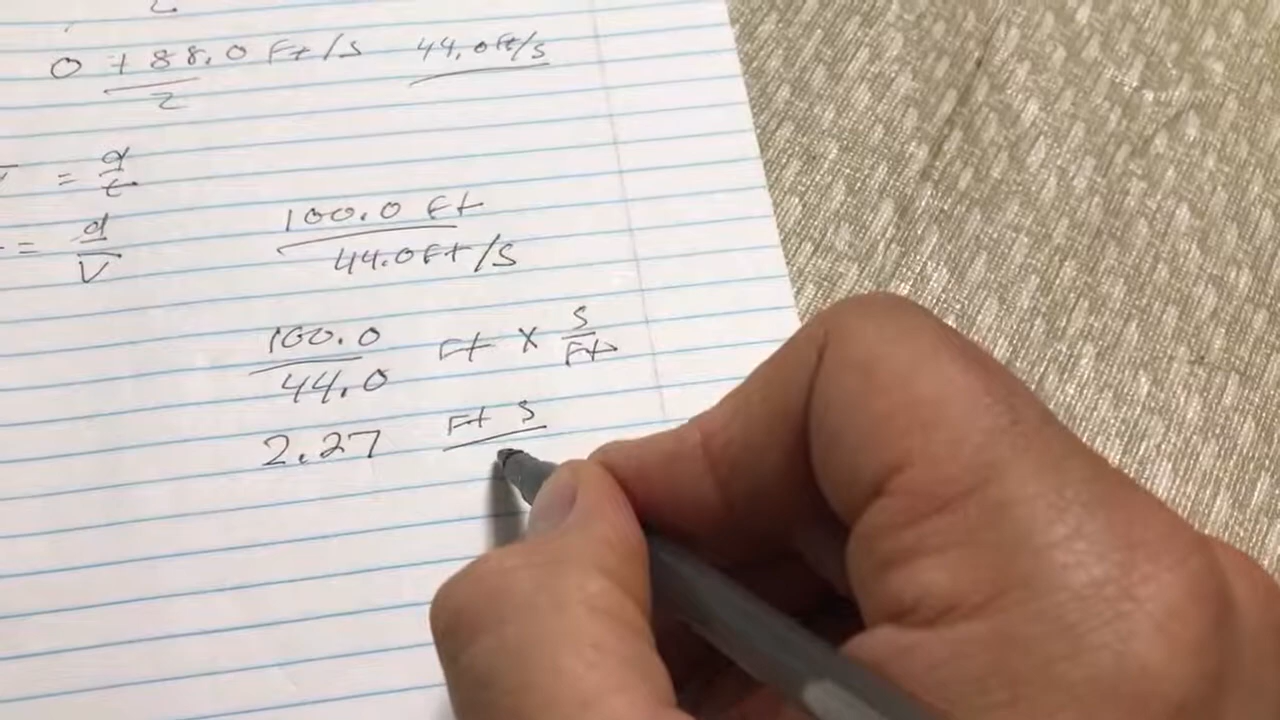 2
0 + 88.0 Ft/s 44.0 ft/s
2
= d
t
= d
V
100.0 Ft
44.0 Ft/s
100.0
44.0 Ft x s
Ft
2.27 Ft s